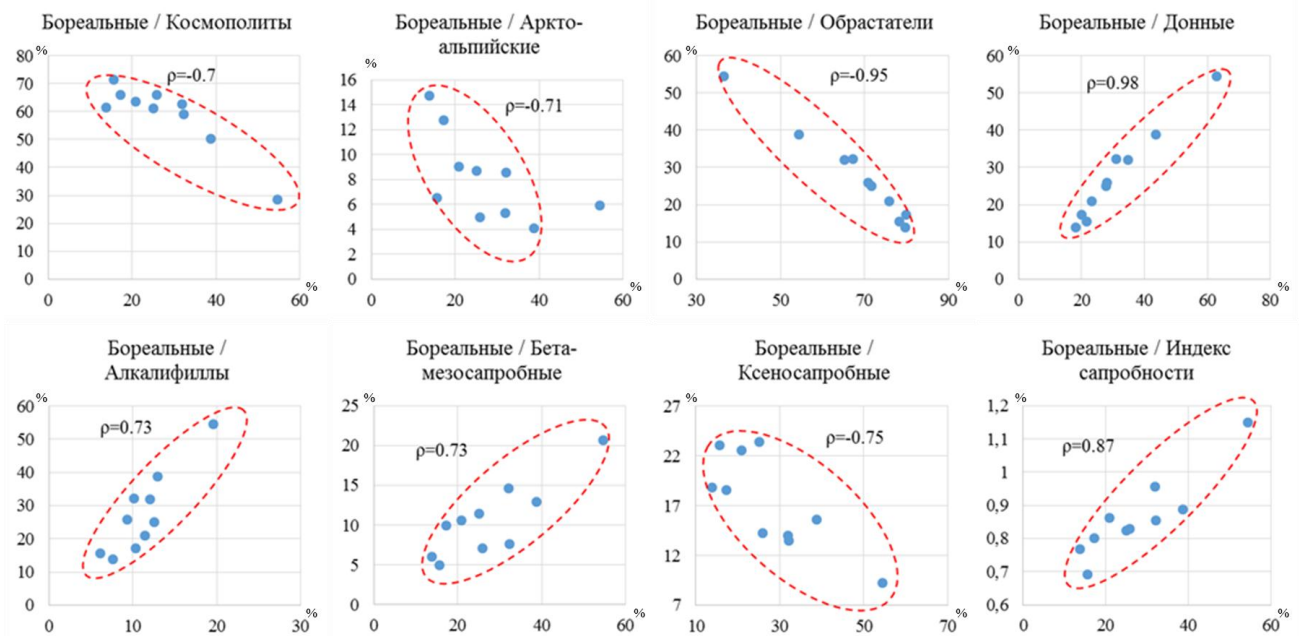 Бореальные / Космополиты
%
80
70
60
50
40
30
20
10
0
ρ=-0.7
0 20 40 60
%
Бореальные / Аркто-
альпийские
%
16
14
12
10
8
6
4
2
0
ρ=-0.71
0 20 40 60
%
Бореальные / Обрастатели
%
60
50
40
30
20
10
0
ρ=-0.95
30 50 70 90
%
Бореальные / Донные
%
60
50
40
30
20
10
0
ρ=0.98
0 20 40 60 80
%
Бореальные /
Алкалифиллы
%
60
50
40
30
20
10
0
ρ=0.73
0 10 20 30
%
Бореальные / Бета-
мезосапробные
%
25
20
15
10
5
0
ρ=0.73
0 20 40 60
%
Бореальные /
Ксеносапробные
%
27
22
17
12
7
ρ=-0.75
10 30 50 70
%
Бореальные / Индекс
сапробности
%
1,2
1,1
1
0,9
0,8
0,7
0,6
ρ=0.87
0 20 40 60
%